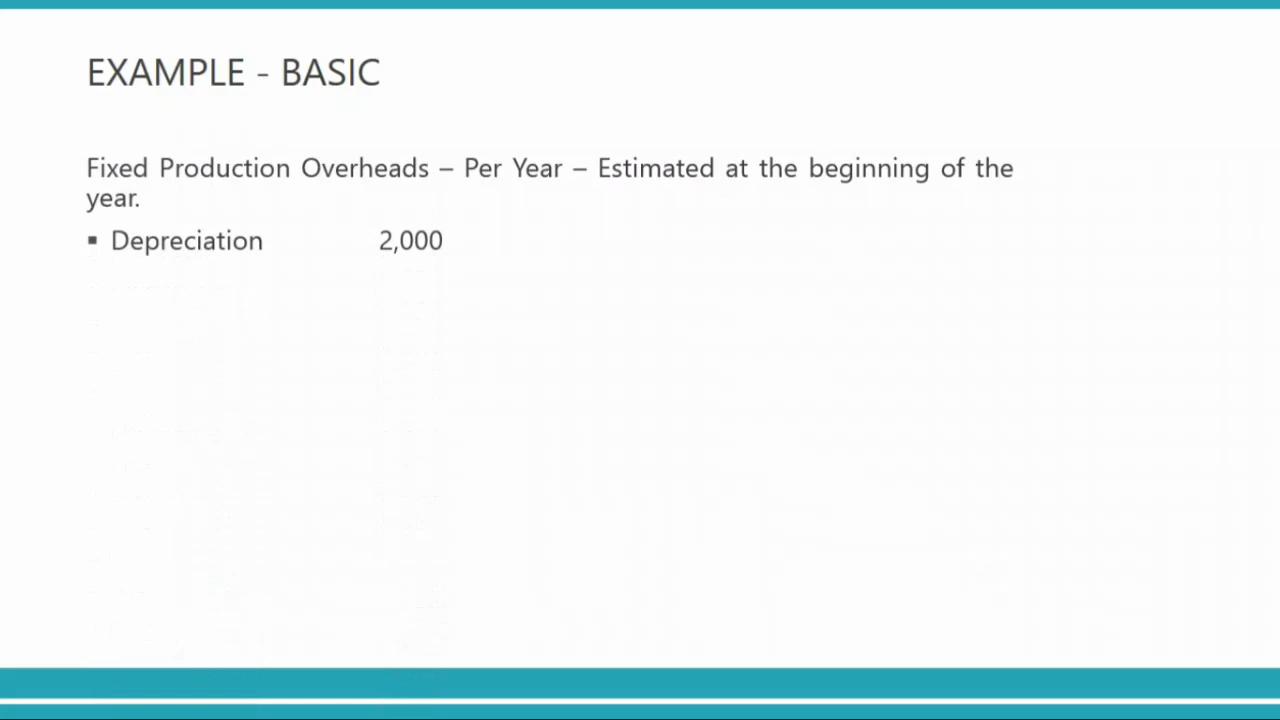 EXAMPLE - BASIC
Fixed Production Overheads – Per Year – Estimated at the beginning of the
year.
▪ Depreciation 2,000